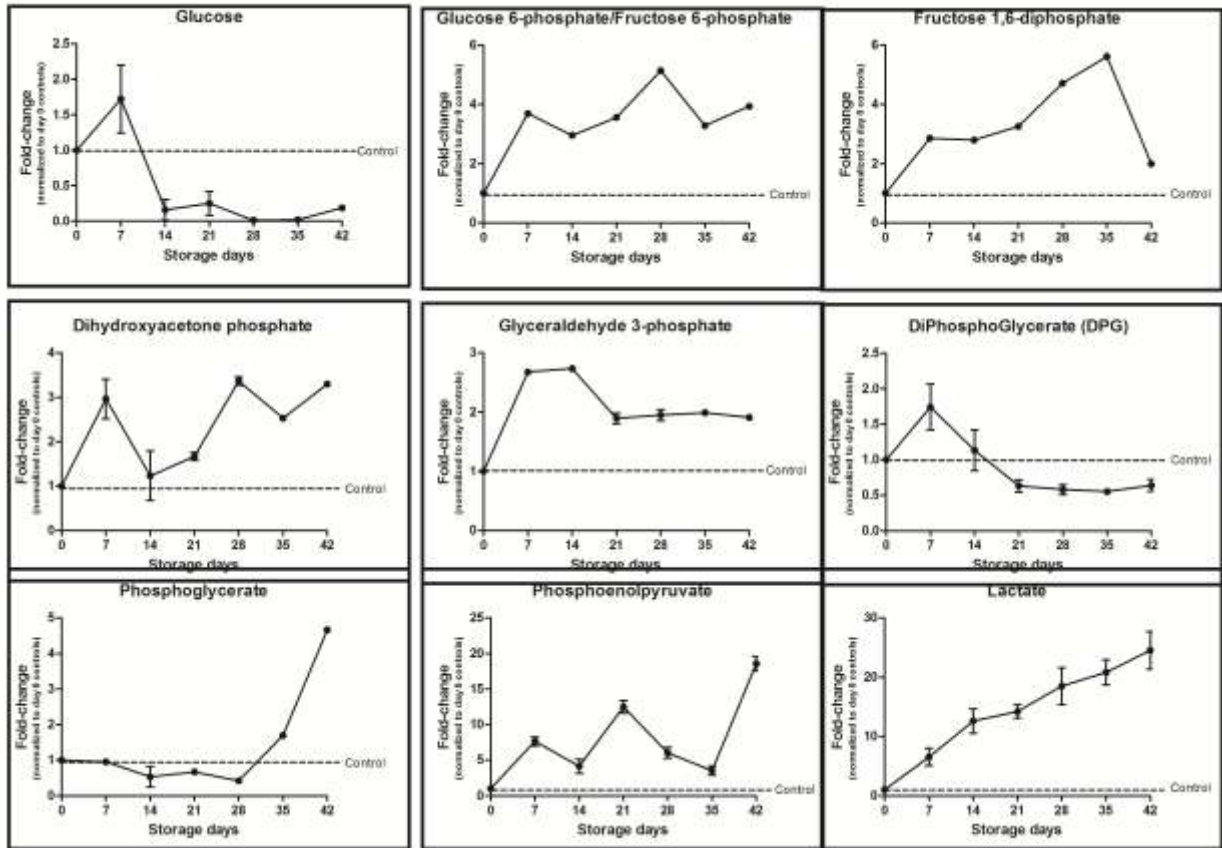 Glucose
Fold-change
(normalized to day 0 controls)
2.5
2.0
1.5
1.0
0.5
0.0
Control
0 7 14 21 28 35 42
Storage days
Glucose 6-phosphate/Fructose 6-phosphate
Fold-change
(normalized to day 0 controls)
6
4
2
0
Control
0 7 14 21 28 35 42
Storage days
Fructose 1,6-diphosphate
Fold-change
(normalized to day 0 controls)
6
4
2
0
Control
0 7 14 21 28 35 42
Storage days
Dihydroxyacetone phosphate
Fold-change
(normalized to day 0 controls)
4
3
2
1
0
Control
0 7 14 21 28 35 42
Storage days
Glyceraldehyde 3-phosphate
Fold-change
(normalized to day 0 controls)
3
2
1
0
Control
0 7 14 21 28 35 42
Storage days
DiPhosphoGlycerate (DPG)
Fold-change
(normalized to day 0 controls)
2.5
2.0
1.5
1.0
0.5
0.0
Control
0 7 14 21 28 35 42
Storage days
Phosphoglycerate
Fold-change
(normalized to day 0 controls)
5
4
3
2
1
0
Control
0 7 14 21 28 35 42
Storage days
Phosphoenolpyruvate
Fold-change
(normalized to day 0 controls)
25
20
15
10
5
0
Control
0 7 14 21 28 35 42
Storage days
Lactate
Fold-change
(normalized to day 0 controls)
30
20
10
0
Control
0 7 14 21 28 35 42
Storage days